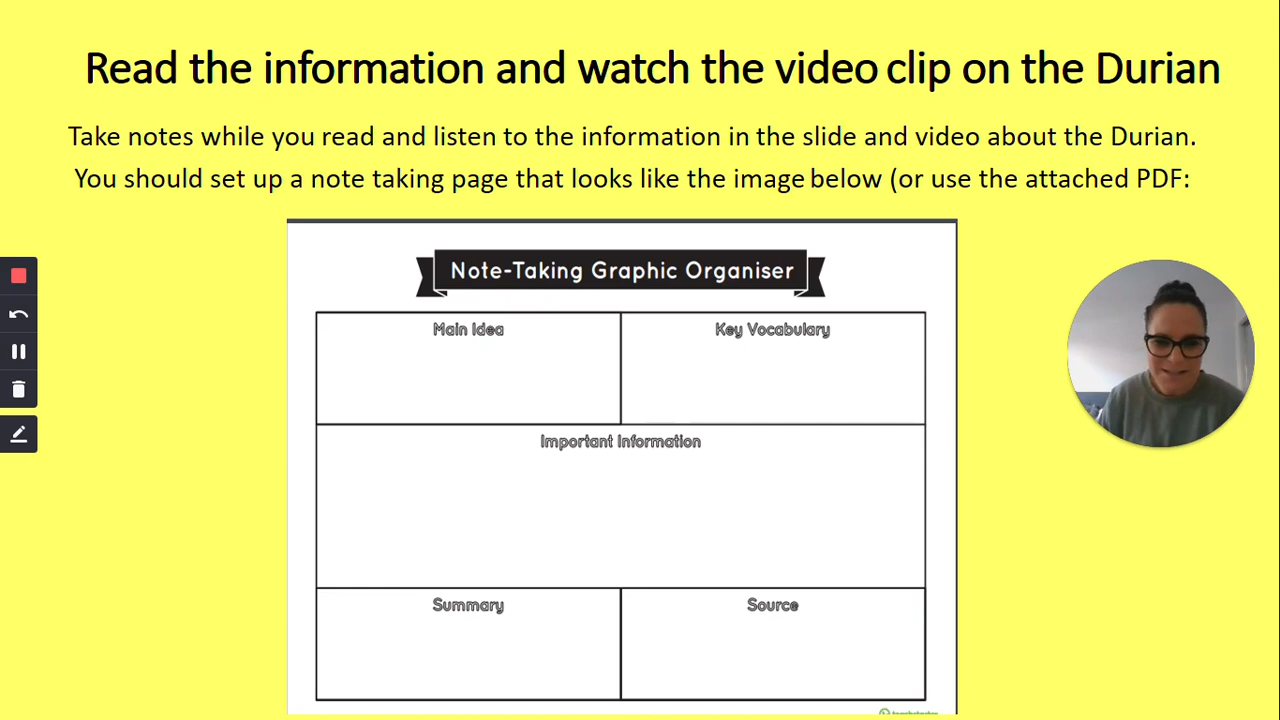 Read the information and watch the video clip on the Durian
Take notes while you read and listen to the information in the slide and video about the Durian.
You should set up a note taking page that looks like the image below (or use the attached PDF:
Note-Taking Graphic Organiser
Main Idea
Key Vocabulary
Important Information
Summary
Source